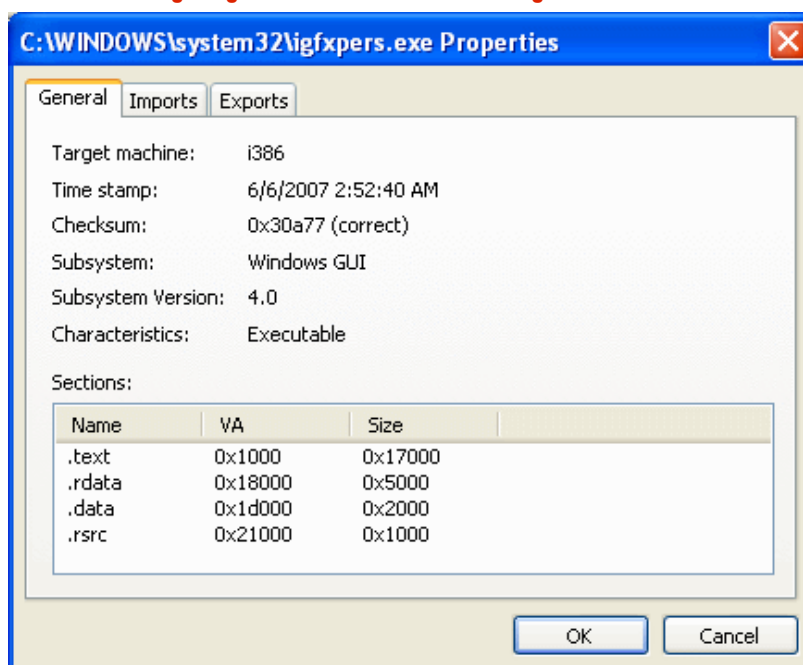 C:\WINDOWS\system32\igfxpers.exe Properties
General Imports Exports
Target machine: i386
Time stamp: 6/6/2007 2:52:40 AM
Checksum: 0x30a77 (correct)
Subsystem: Windows GUI
Subsystem Version: 4.0
Characteristics: Executable
Sections:
Name VA Size
.text 0x1000 0x17000
.rdata 0x18000 0x5000
.data 0x1d000 0x2000
.rsrc 0x21000 0x1000
OK Cancel